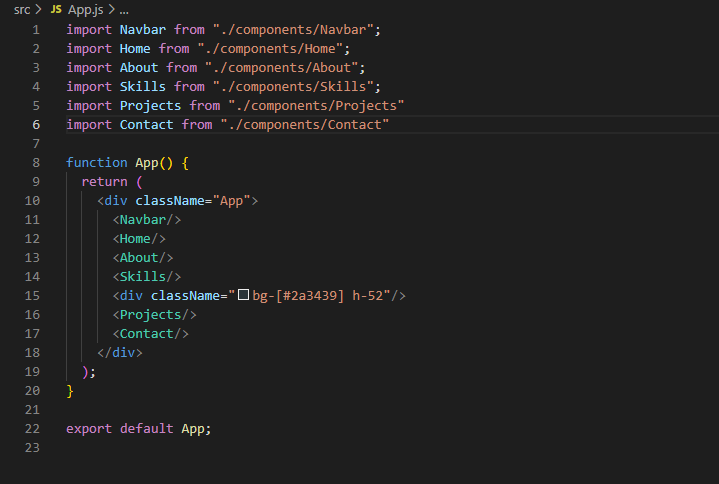 src > JS App.js > ...
1 import Navbar from "./components/Navbar";
2 import Home from "./components/Home";
3 import About from "./components/About";
4 import Skills from "./components/Skills";
5 import Projects from "./components/Projects"
6 import Contact from "./components/Contact"
7
8 function App() {
9   return (
10     <div className="App">
11       <Navbar/>
12       <Home/>
13       <About/>
14       <Skills/>
15       <div className="bg-[#2a3439] h-52"/>
16       <Projects/>
17       <Contact/>
18     </div>
19   );
20 }
21
22 export default App;
23